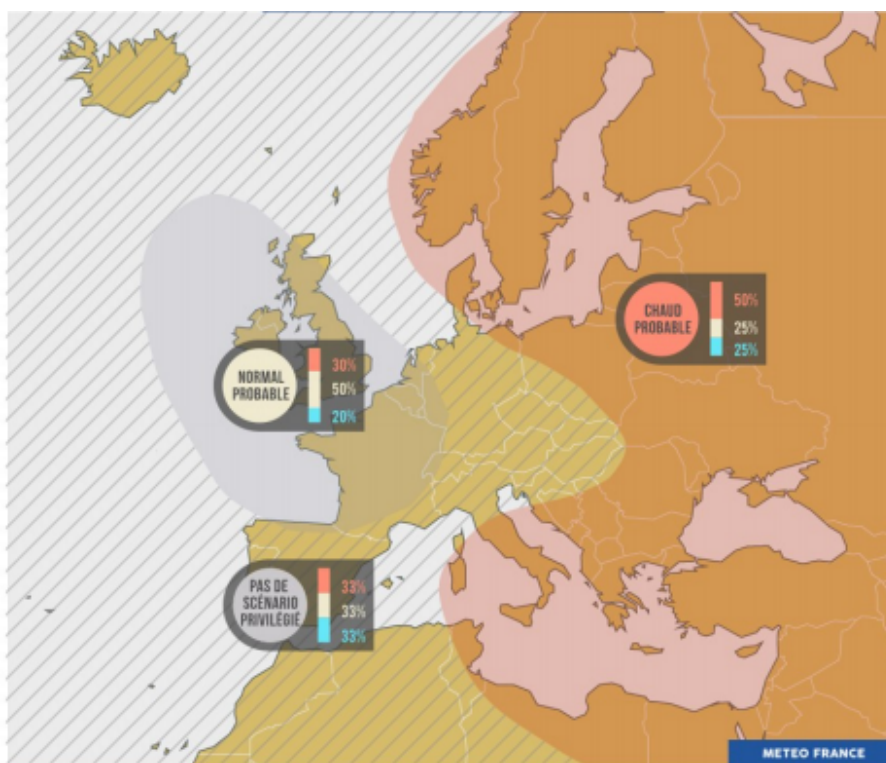 CHAUD
PROBABLE
50%
25%
25%
NORMAL
PROBABLE
30%
50%
20%
PAS DE
SCÉNARIO
PRIVILÉGIÉ
33%
33%
33%
METEO FRANCE